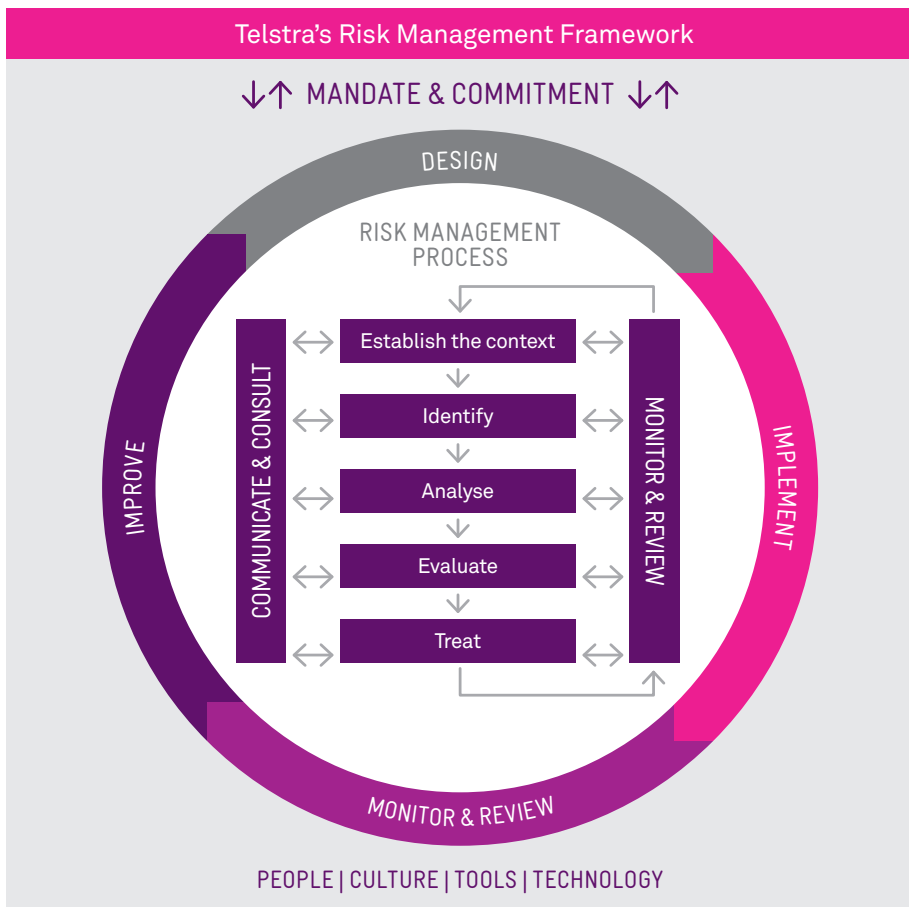 Telstra's Risk Management Framework
MANDATE & COMMITMENT
DESIGN
RISK MANAGEMENT
PROCESS
Establish the context
Identify
Analyse
Evaluate
Treat
COMMUNICATE & CONSULT
MONITOR & REVIEW
IMPROVE
IMPLEMENT
MONITOR & REVIEW
PEOPLE | CULTURE | TOOLS | TECHNOLOGY